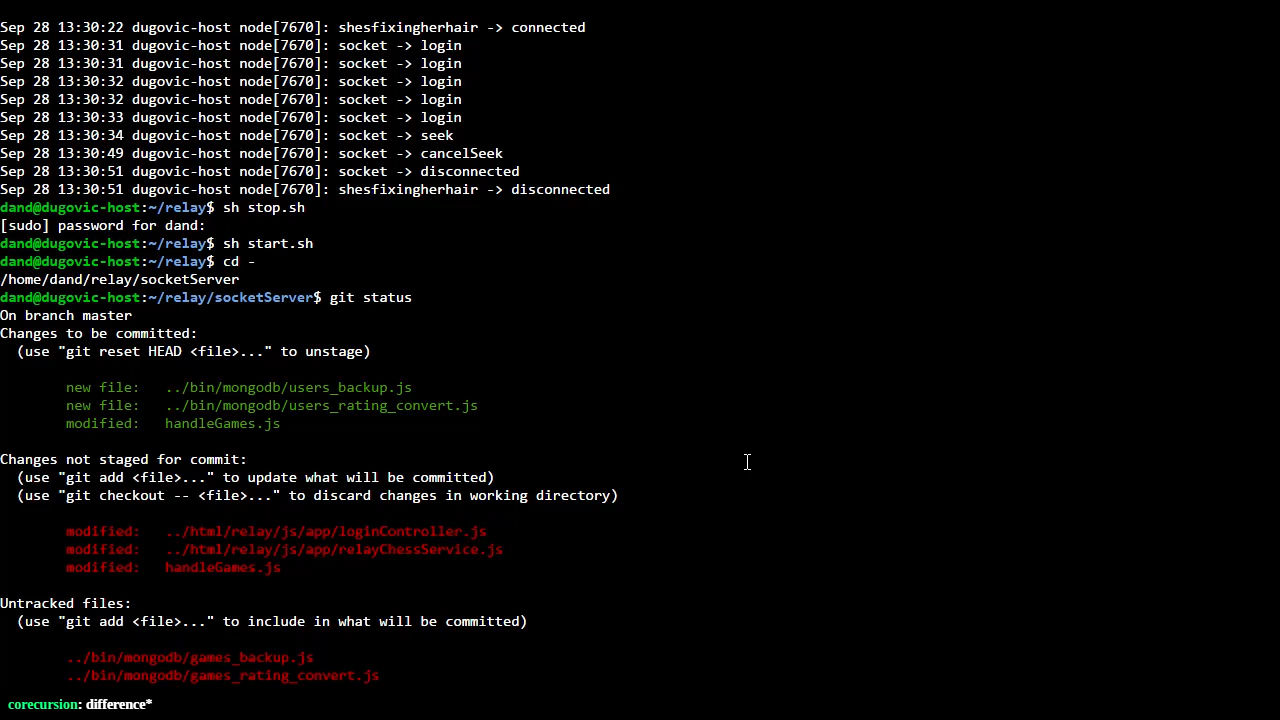 Sep 28 13:30:22 dugovic-host node[7670]: shesfixingherhair -> connected
Sep 28 13:30:31 dugovic-host node[7670]: socket -> login
Sep 28 13:30:31 dugovic-host node[7670]: socket -> login
Sep 28 13:30:32 dugovic-host node[7670]: socket -> login
Sep 28 13:30:32 dugovic-host node[7670]: socket -> login
Sep 28 13:30:33 dugovic-host node[7670]: socket -> login
Sep 28 13:30:34 dugovic-host node[7670]: socket -> seek
Sep 28 13:30:49 dugovic-host node[7670]: socket -> cancelSeek
Sep 28 13:30:51 dugovic-host node[7670]: socket -> disconnected
Sep 28 13:30:51 dugovic-host node[7670]: shesfixingherhair -> disconnected
dand@dugovic-host:~/relay$ sh stop.sh
[sudo] password for dand:
dand@dugovic-host:~/relay$ sh start.sh
dand@dugovic-host:~/relay$ cd -
/home/dand/relay/socketServer
dand@dugovic-host:~/relay/socketServer$ git status
On branch master
Changes to be committed:
  (use "git reset HEAD <file>..." to unstage)

        new file:   ../bin/mongodb/users_backup.js
        new file:   ../bin/mongodb/users_rating_convert.js
        modified:   handleGames.js

Changes not staged for commit:
  (use "git add <file>..." to update what will be committed)
  (use "git checkout -- <file>..." to discard changes in working directory)

        modified:   ../html/relay/js/app/loginController.js
        modified:   ../html/relay/js/app/relayChessService.js
        modified:   handleGames.js

Untracked files:
  (use "git add <file>..." to include in what will be committed)

        ../bin/mongodb/games_backup.js
        ../bin/mongodb/games_rating_convert.js
corecursion: difference*